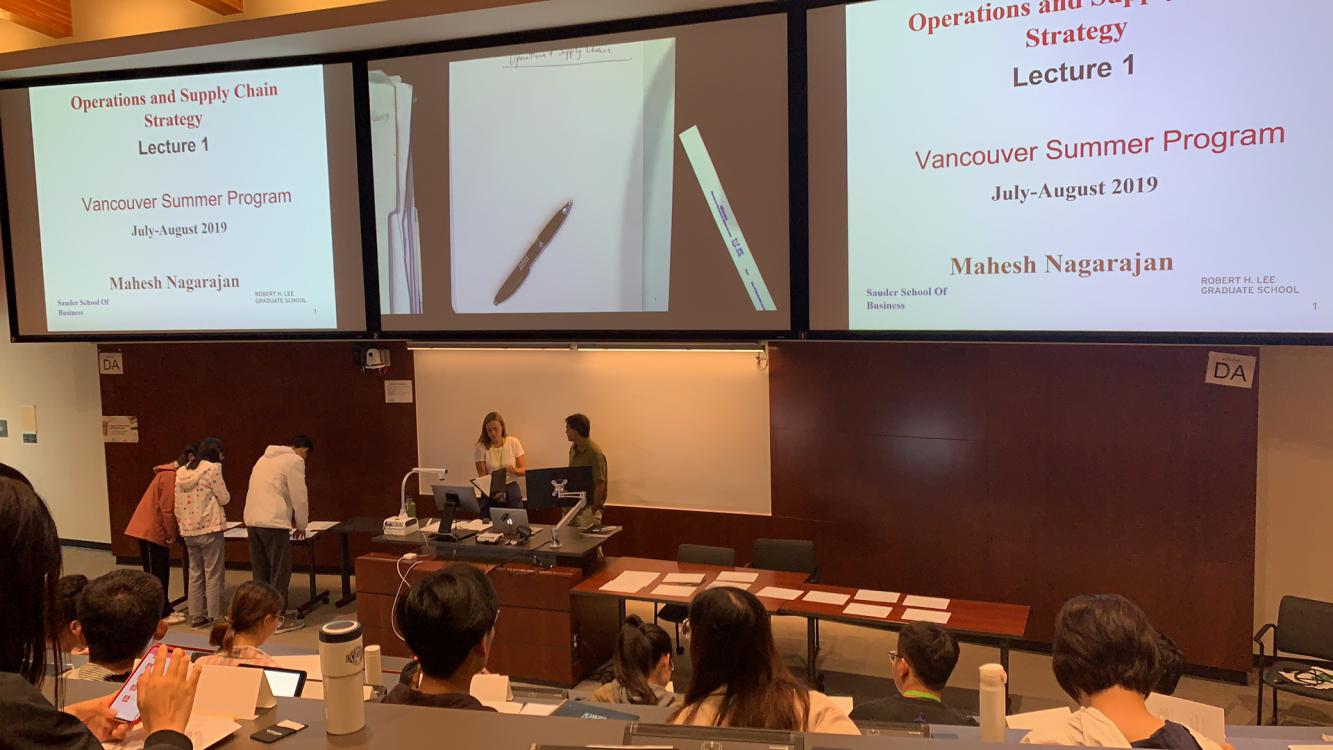 Operations and Supply Chain
Strategy
Lecture 1
Vancouver Summer Program
July-August 2019
Mahesh Nagarajan
Sauder School Of
Business
ROBERT H. LEE
GRADUATE SCHOOL
1
Operations + Supply Chain
Operations and Supply
Strategy
Lecture 1
Vancouver Summer Program
July-August 2019
Mahesh Nagarajan
Sauder School Of
Business
ROBERT H. LEE
GRADUATE SCHOOL
1
DA
DA